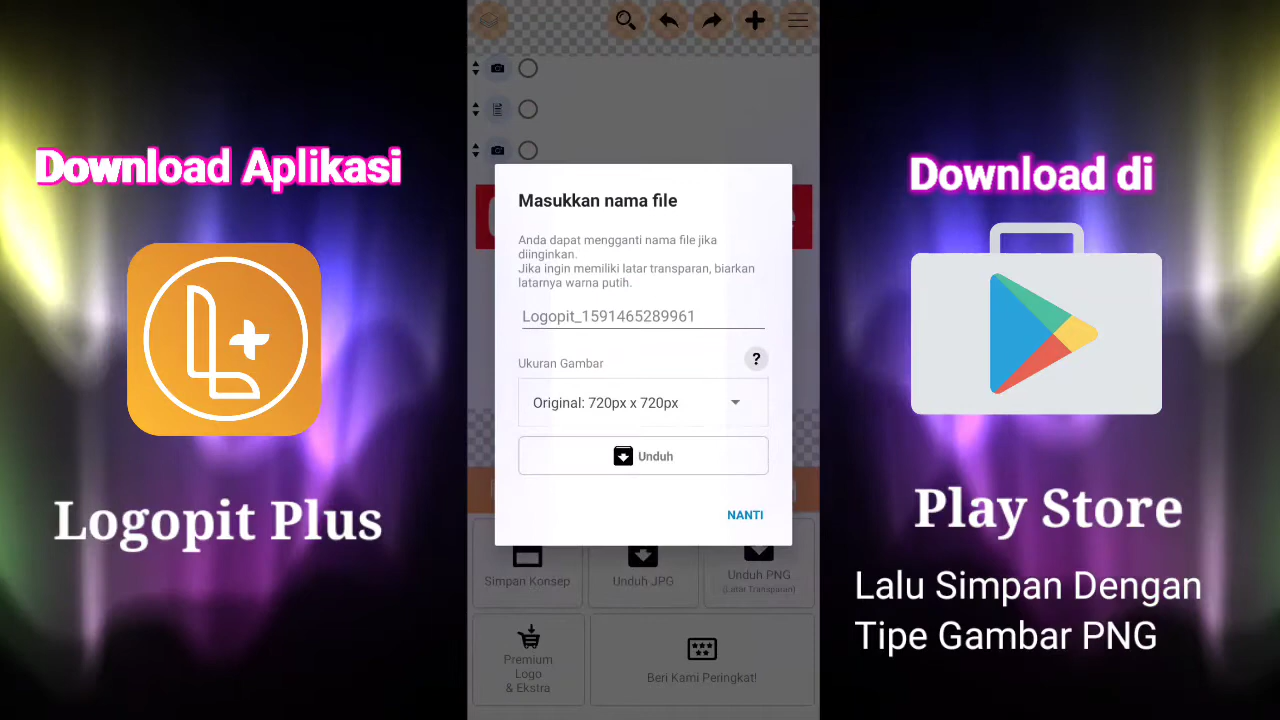 Download Aplikasi
Logopit Plus
Masukkan nama file
Anda dapat mengganti nama file jika
diinginkan.
Jika ingin memiliki latar transparan, biarkan
latarnya warna putih.
Logopit_1591465289961
Ukuran Gambar
?
Original: 720px x 720px
Unduh
NANTI
Simpan Konsep
Unduh JPG
Unduh PNG
(Latar Transparan)
Premium
Logo
& Ekstra
Beri Kami Peringkat!
Download di
Play Store
Lalu Simpan Dengan
Tipe Gambar PNG